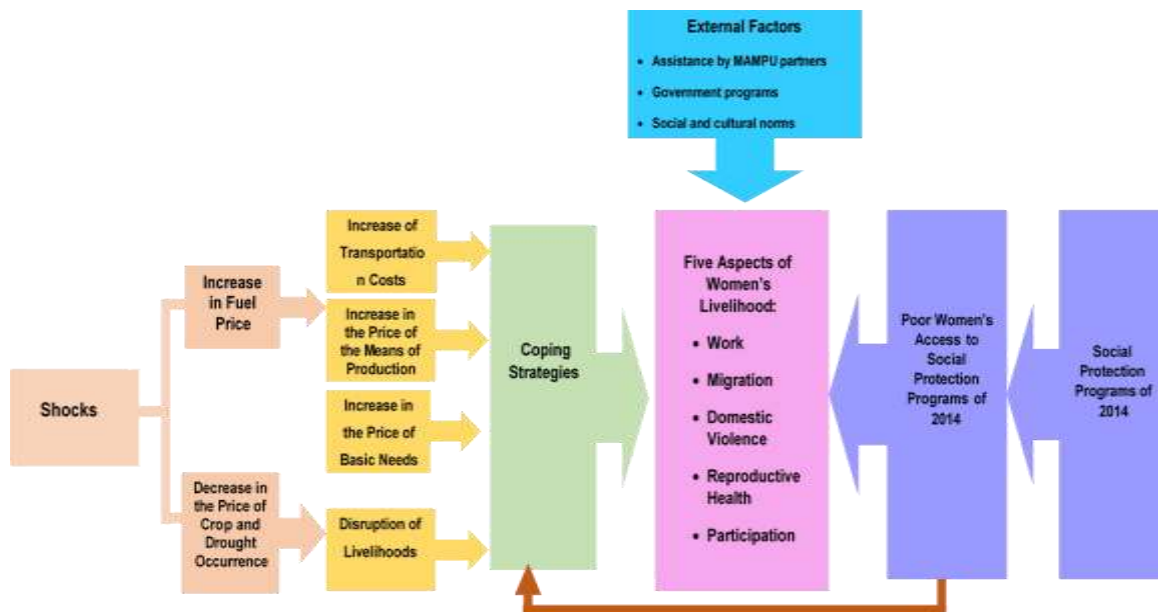 External Factors
• Assistance by MAMPU partners
• Government programs
• Social and cultural norms
Shocks
Increase
in Fuel
Price
Decrease in
the Price of
Crop and
Drought
Occurrence
Increase of
Transportatio
n Costs
Increase in
the Price of
the Means of
Production
Increase in
the Price of
Basic Needs
Disruption of
Livelihoods
Coping
Strategies
Five Aspects of
Women's
Livelihood:
• Work
• Migration
• Domestic
Violence
• Reproductive
Health
• Participation
Poor Women's
Access to
Social
Protection
Programs of
2014
Social
Protection
Programs of
2014